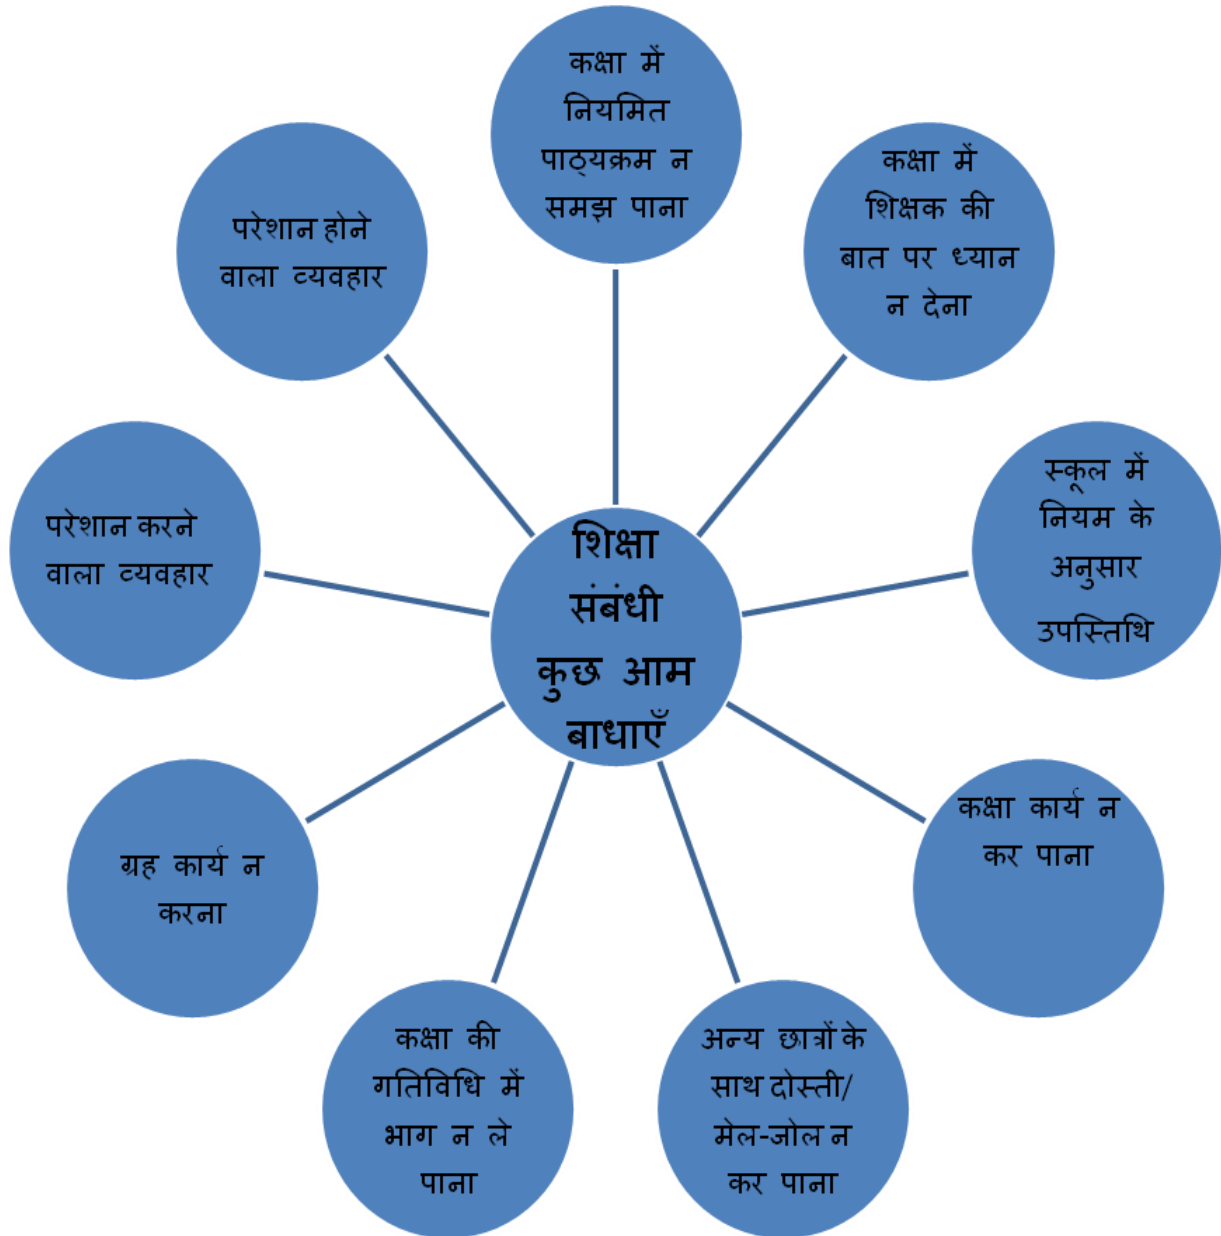 कक्षा में
नियमित
पाठ्यक्रम न
समझ पाना
कक्षा में
शिक्षक की
बात पर ध्यान
न देना
स्कूल में
नियम के
अनुसार
उपस्तिथि
कक्षा कार्य न
कर पाना
अन्य छात्रों के
साथ दोस्ती/
मेल-जोल न
कर पाना
कक्षा की
गतिविधि में
भाग न ले
पाना
ग्रह कार्य न
करना
परेशान करने
वाला व्यवहार
परेशान होने
वाला व्यवहार
शिक्षा
संबंधी
कुछ आम
बाधाएँ